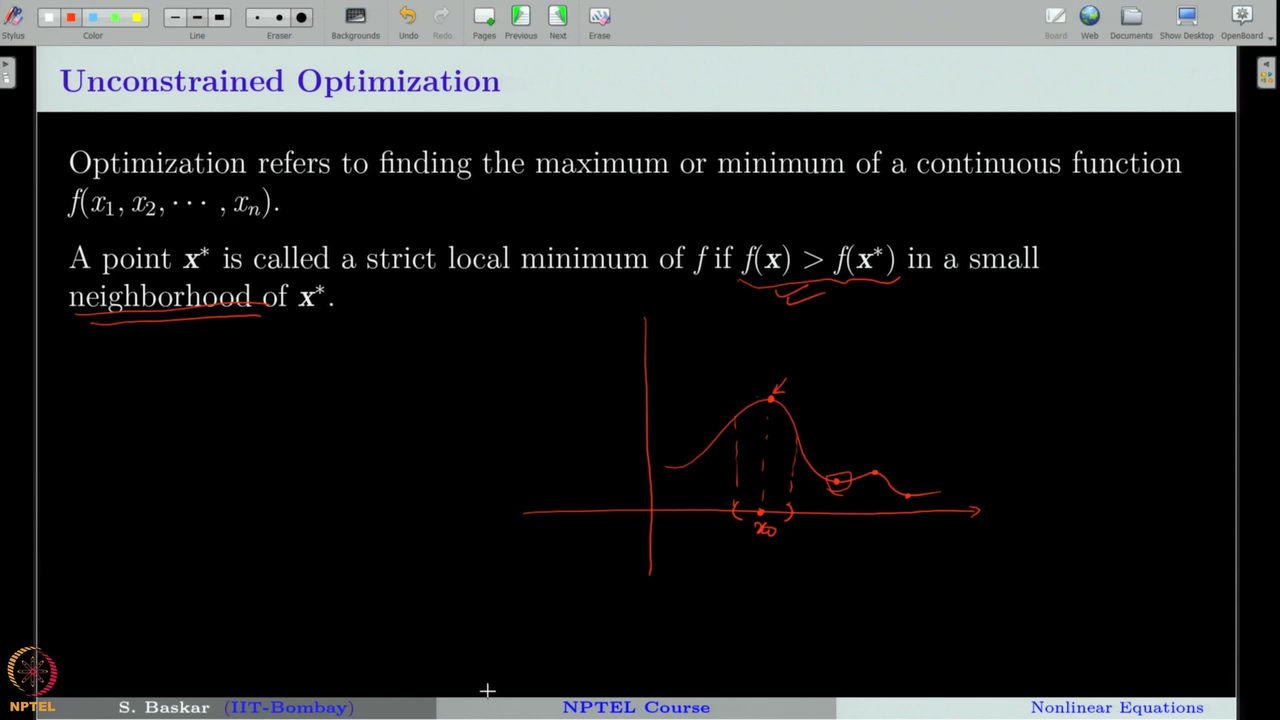 Stylus Color Line Eraser Backgrounds Undo Redo Pages Previous Next Erase Board Web Documents Show Desktop OpenBoard
Unconstrained Optimization
Optimization refers to finding the maximum or minimum of a continuous function
f(x₁, x₂, ⋯ , xₙ).
A point x* is called a strict local minimum of f if f(x) > f(x*) in a small
neighborhood of x*.
x₀
NPTEL
S. Baskar (IIT-Bombay) NPTEL Course Nonlinear Equations